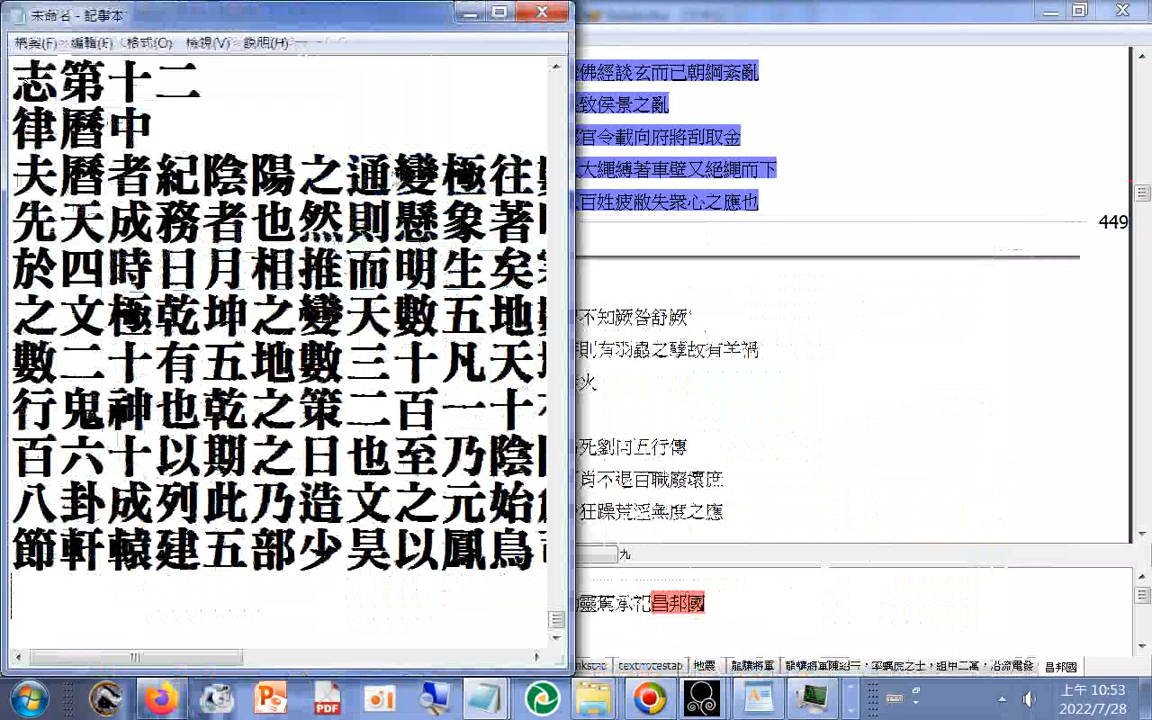 未命名 - 記事本
檔案(F) 編輯(E) 格式(O) 檢視(V) 說明(H)
志第十二
律曆中
夫曆者紀陰陽之通變極往
先天成務者也然則懸象著
於四時日月相推而明生矣
之文極乾坤之變天數五地
數二十有五地數三十凡天
行鬼神也乾之策二百一十
百六十以期之日也至乃陰
八卦成列此乃造文之元始
節軒轅建五部少昊以鳳鳥
佛經談玄而已朝綱紊亂
致侯景之亂
官令載向府將刮取金
大繩縛著車壁又絕繩而下
百姓疲敝失衆心之應也
449
不知厥咎舒厥
則有羽蟲之孽故有羊禍
火
死劉向五行傳
肖不退百職廢壞庶
狂躁荒淫無度之應
九
靈寘承祀昌邦國
textnotestap 地震 龍驤將軍 昌邦國
上午 10:53
2022/7/28